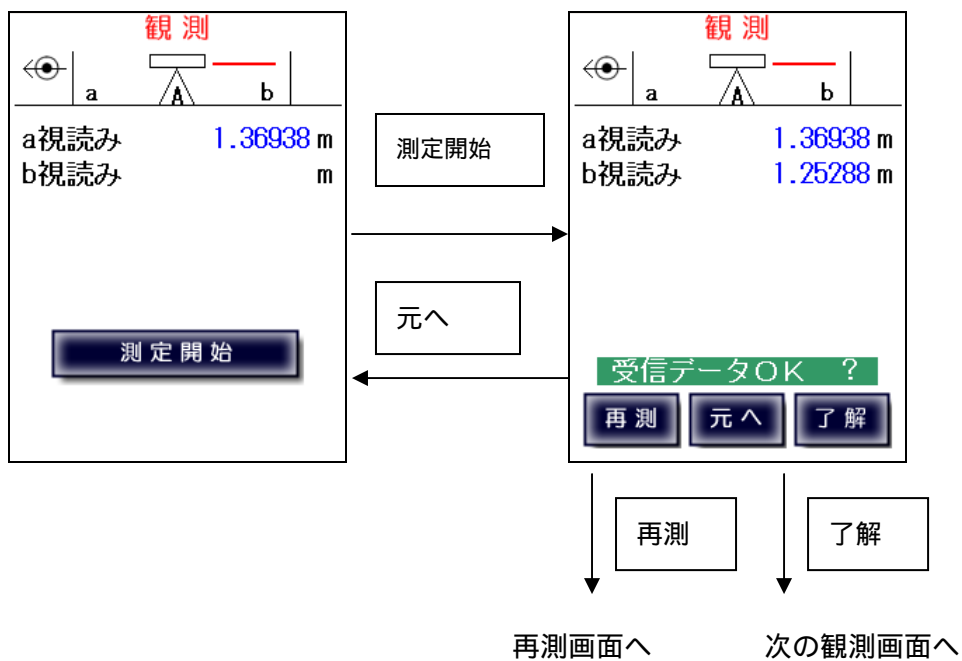 観 測
a A b
a視読み 1.36938 m
b視読み m
測 定 開 始
測定開始
元へ
観 測
a A b
a視読み 1.36938 m
b視読み 1.25288 m
受信データOK ?
再 測 元 へ 了 解
再測
了解
再測画面へ
次の観測画面へ